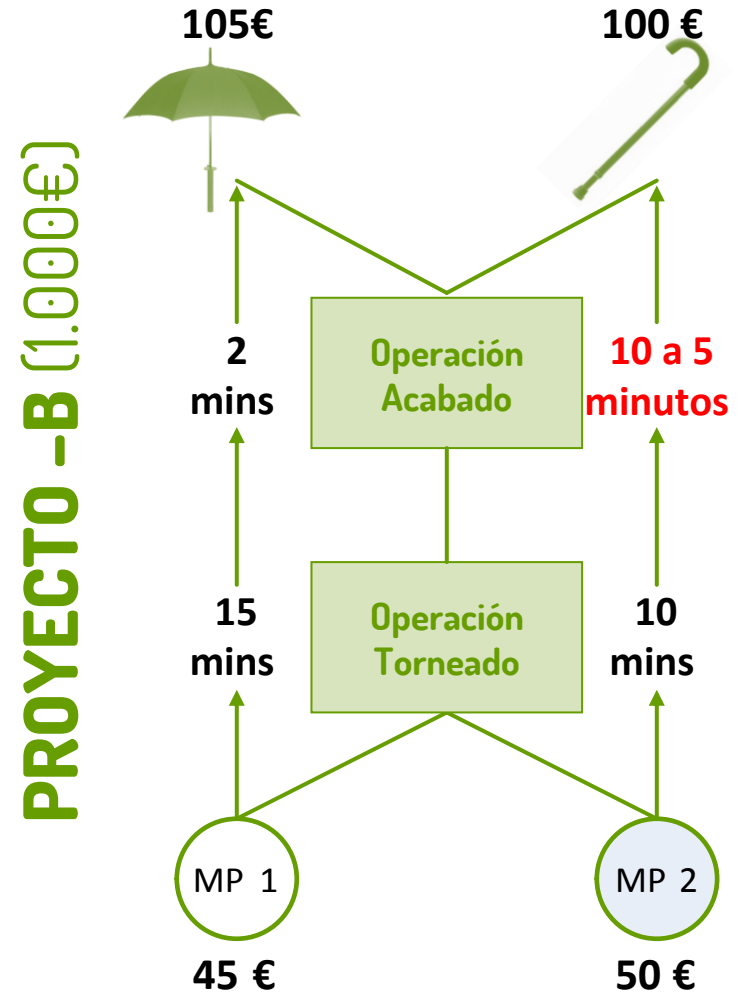 PROYECTO -B (1.000€)
105€
100 €
2
mins
Operación
Acabado
10 a 5
minutos
15
mins
Operación
Torneado
10
mins
MP 1
MP 2
45 €
50 €